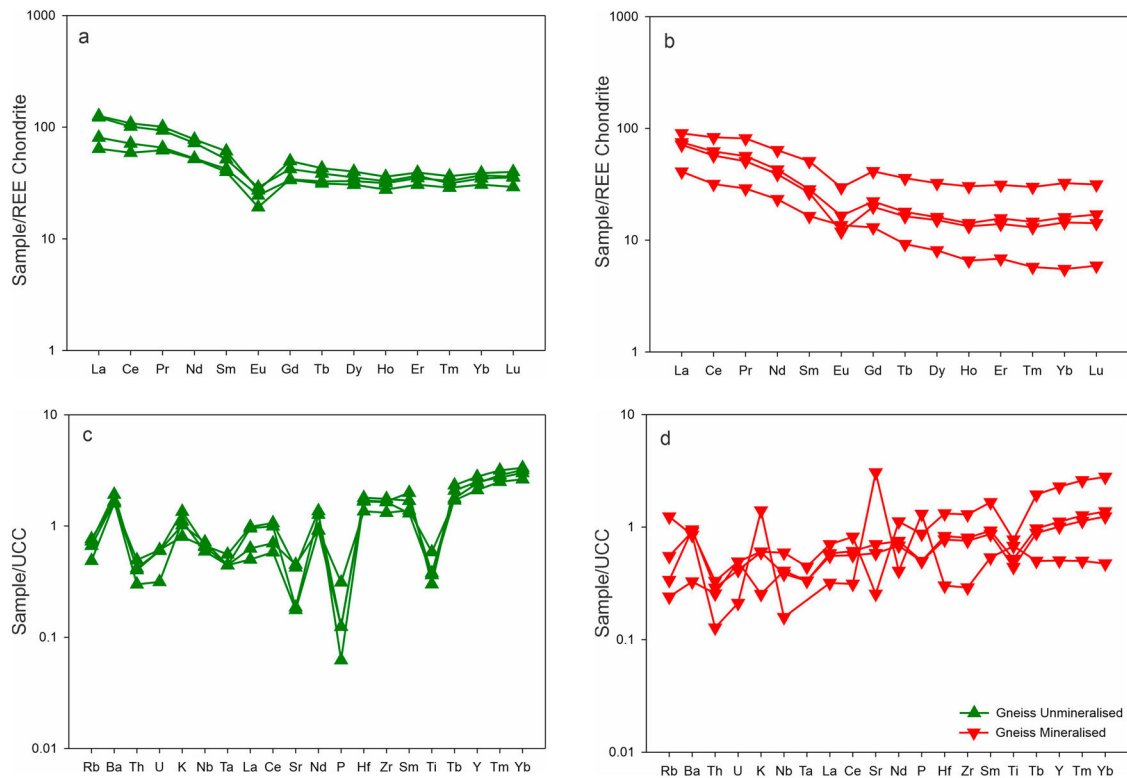 a
1000
100
10
1
Sample/REE Chondrite
La Ce Pr Nd Sm Eu Gd Tb Dy Ho Er Tm Yb Lu
b
1000
100
10
1
Sample/REE Chondrite
La Ce Pr Nd Sm Eu Gd Tb Dy Ho Er Tm Yb Lu
c
10
1
0.1
0.01
Sample/UCC
Rb Ba Th U K Nb Ta La Ce Sr Nd P Hf Zr Sm Ti Tb Y Tm Yb
d
10
1
0.1
0.01
Sample/UCC
Gneiss Unmineralised
Gneiss Mineralised
Rb Ba Th U K Nb Ta La Ce Sr Nd P Hf Zr Sm Ti Tb Y Tm Yb